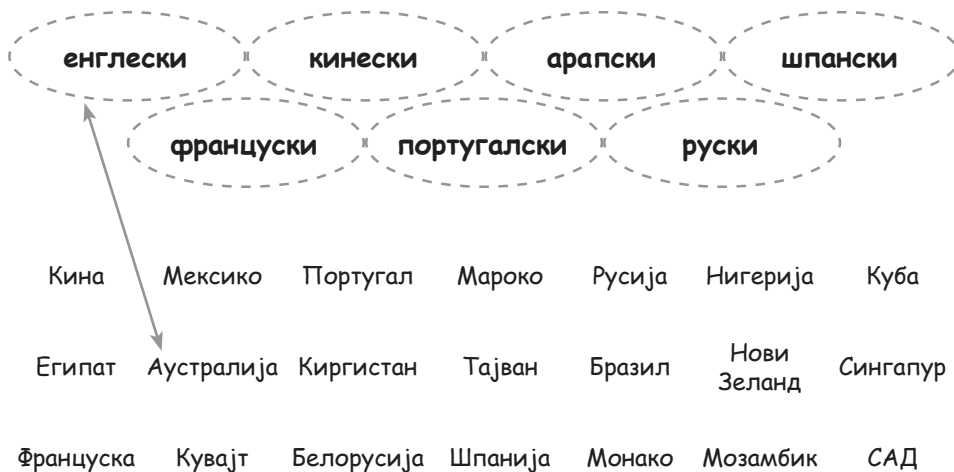 енглески кинески арапски шпански
француски португалски руски
Кина Мексико Португал Мароко Русија Нигерија Куба
Египат Аустралија Киргистан Тајван Бразил Нови Зеланд Сингапур
Француска Кувајт Белорусија Шпанија Монако Мозамбик САД